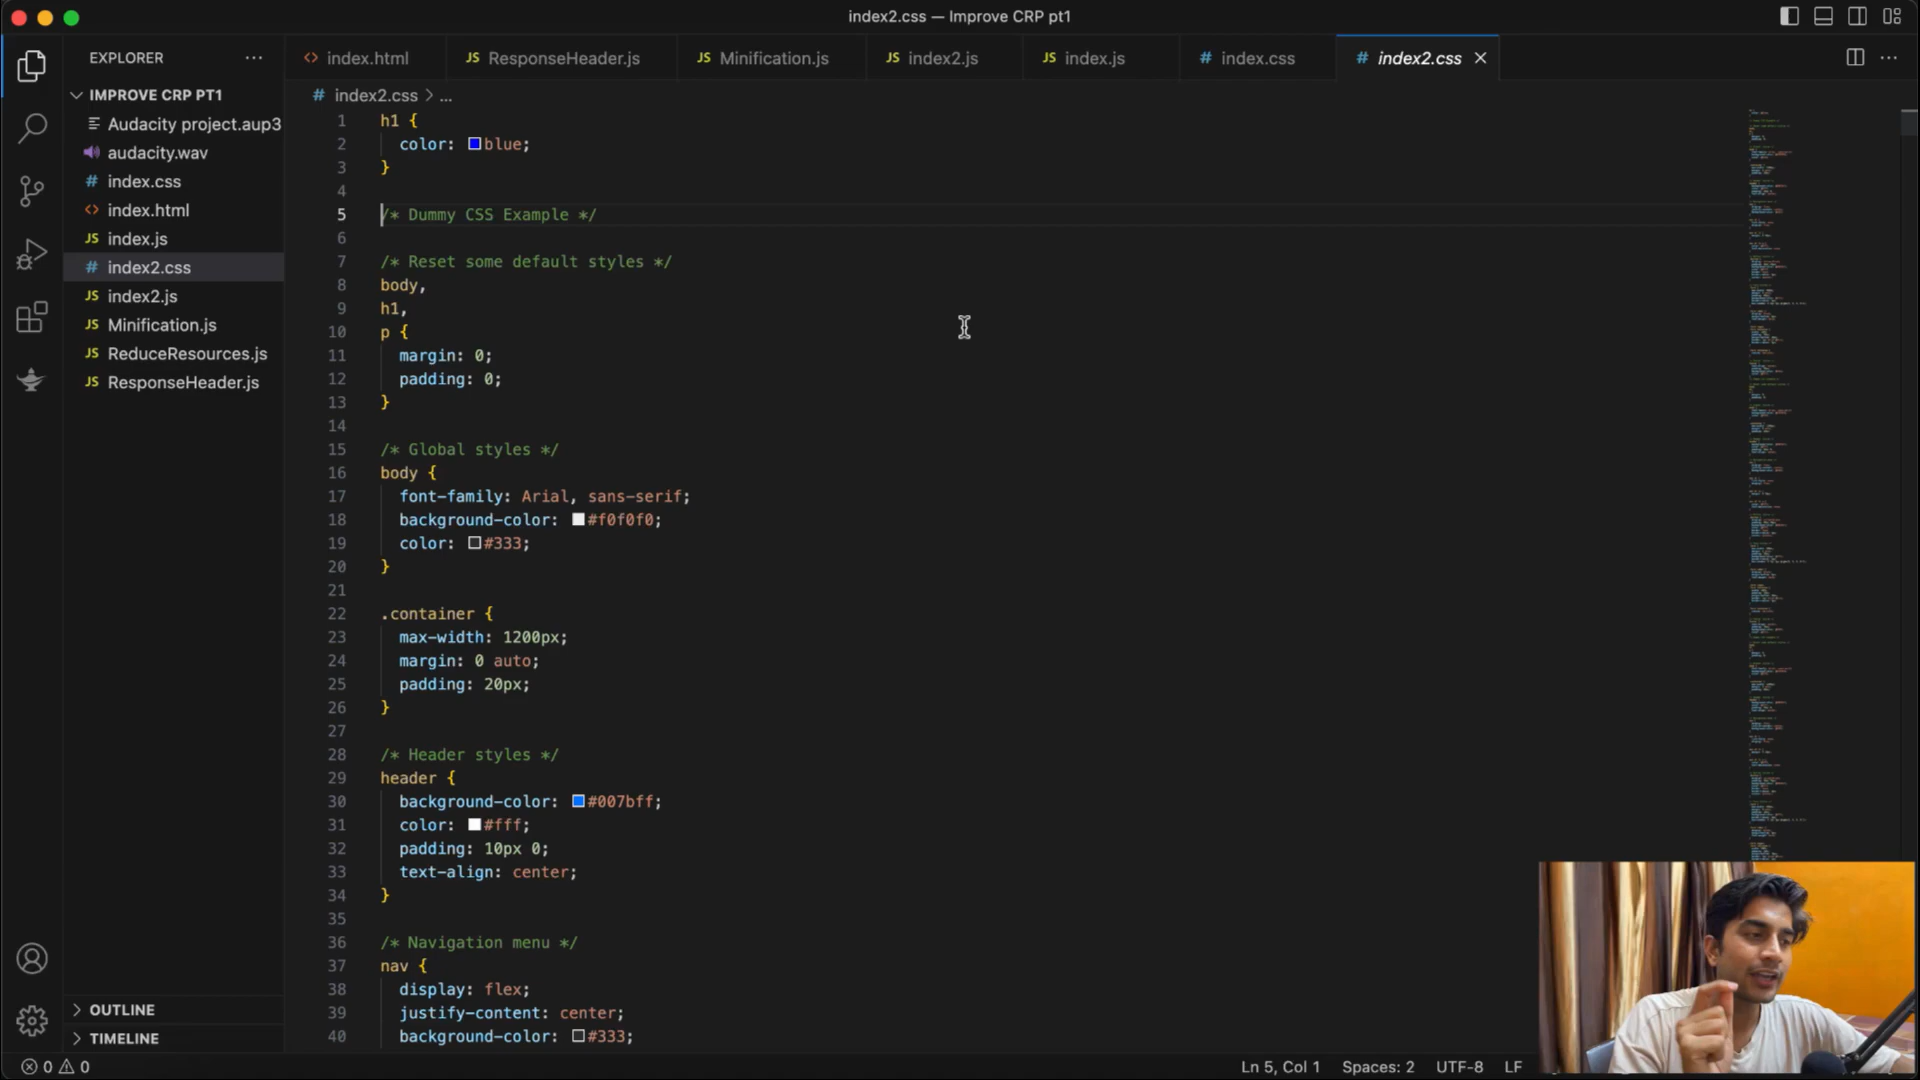 index2.css — Improve CRP pt1
EXPLORER
index.html
ResponseHeader.js
Minification.js
index2.js
index.js
index.css
index2.css
IMPROVE CRP PT1
Audacity project.aup3
audacity.wav
index.css
index.html
index.js
index2.css
index2.js
Minification.js
ReduceResources.js
ResponseHeader.js
OUTLINE
TIMELINE
index2.css > ...
1 h1 {
2 color: blue;
3 }
4
5 /* Dummy CSS Example */
6
7 /* Reset some default styles */
8 body,
9 h1,
10 p {
11 margin: 0;
12 padding: 0;
13 }
14
15 /* Global styles */
16 body {
17 font-family: Arial, sans-serif;
18 background-color: #f0f0f0;
19 color: #333;
20 }
21
22 .container {
23 max-width: 1200px;
24 margin: 0 auto;
25 padding: 20px;
26 }
27
28 /* Header styles */
29 header {
30 background-color: #007bff;
31 color: #fff;
32 padding: 10px 0;
33 text-align: center;
34 }
35
36 /* Navigation menu */
37 nav {
38 display: flex;
39 justify-content: center;
40 background-color: #333;
0 0
Ln 5, Col 1 Spaces: 2 UTF-8 LF